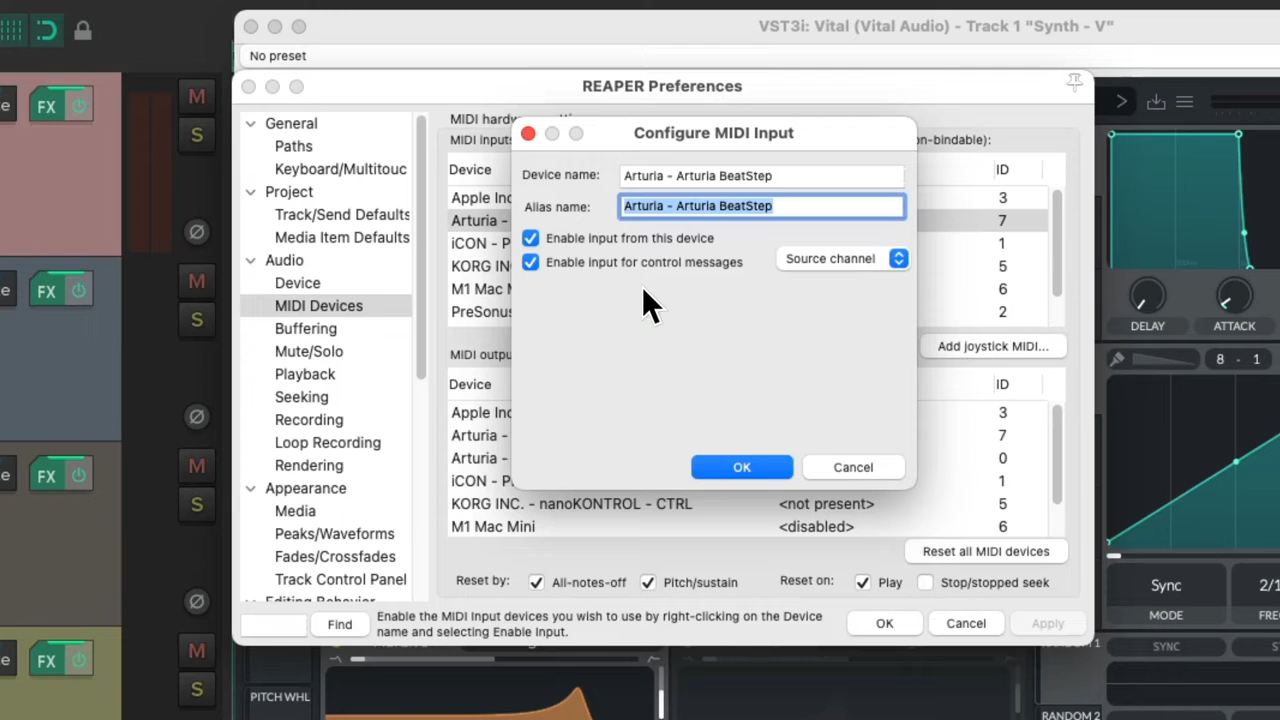 VST3i: Vital (Vital Audio) - Track 1 "Synth - V"
No preset
REAPER Preferences
Configure MIDI Input
Device name:
Arturia - Arturia BeatStep
Alias name:
Arturia - Arturia BeatStep
Enable input from this device
Enable input for control messages
Source channel
OK
Cancel
General
Paths
Keyboard/Multitouc
Project
Track/Send Defaults
Media Item Defaults
Audio
Device
MIDI Devices
Buffering
Mute/Solo
Playback
Seeking
Recording
Loop Recording
Rendering
Appearance
Media
Peaks/Waveforms
Fades/Crossfades
Track Control Panel
Editing Behavior
MIDI hardw
MIDI inputs
on-bindable):
Device
ID
Apple Inc
3
Arturia -
7
iCON - P
1
KORG IN
5
M1 Mac M
6
PreSonus
2
Add joystick MIDI...
MIDI outpu
Device
ID
Apple Inc
3
Arturia -
7
Arturia -
0
iCON - P
1
KORG INC. - nanoKONTROL - CTRL
<not present>
5
M1 Mac Mini
<disabled>
6
Reset all MIDI devices
Reset by:
All-notes-off
Pitch/sustain
Reset on:
Play
Stop/stopped seek
Find
Enable the MIDI Input devices you wish to use by right-clicking on the Device
name and selecting Enable Input.
OK
Cancel
Apply
e
FX
M
S
e
FX
M
S
e
FX
M
S
e
FX
M
S
DELAY
ATTACK
8 - 1
Sync
2/1
MODE
FRE
SYNC
PITCH WHL
RANDOM 2